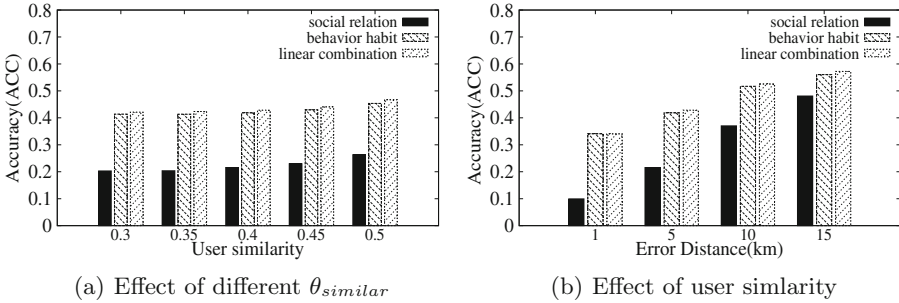 0.8
0.7
0.6
0.5
0.4
0.3
0.2
0.1
0
Accuracy(ACC)
social relation
behavior habit
linear combination
0.3 0.35 0.4 0.45 0.5
User similarity
(a) Effect of different θsimilar
0.8
0.7
0.6
0.5
0.4
0.3
0.2
0.1
0
Accuracy(ACC)
social relation
behavior habit
linear combination
1 5 10 15
Error Distance(km)
(b) Effect of user simlarity